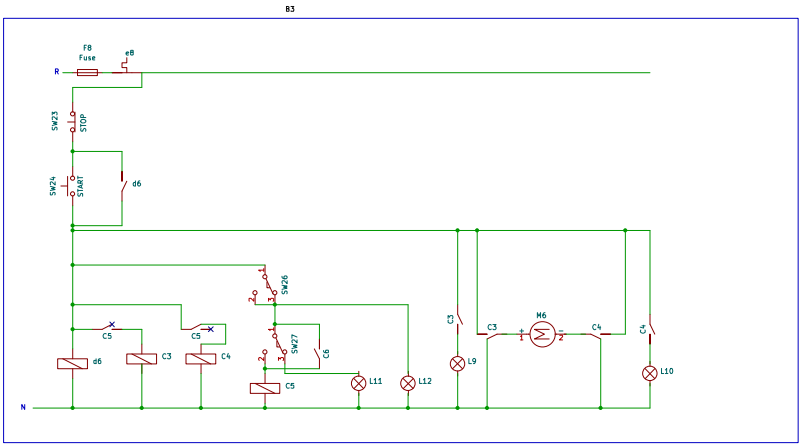 B3
F8
Fuse
e8
R
SW23
STOP
SW24
START
d6
SW26
1
2
3
C3
M6
C3
+
1
-
2
C4
C4
C5
C5
SW27
1
2
3
C6
d6
C3
C4
C5
L11
L12
L9
L10
N